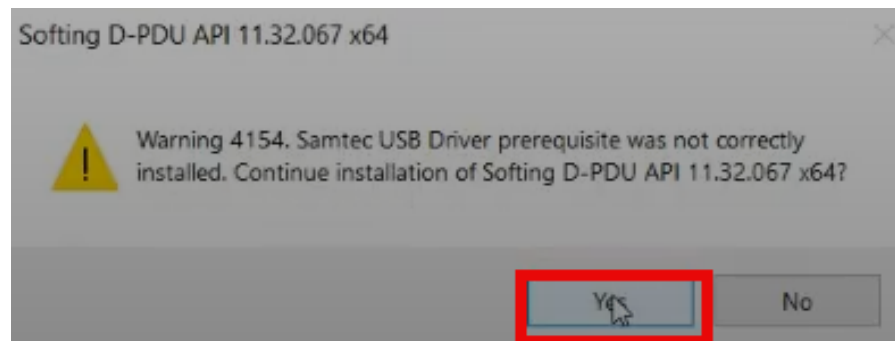 Softing D-PDU API 11.32.067 x64
Warning 4154. Samtec USB Driver prerequisite was not correctly
installed. Continue installation of Softing D-PDU API 11.32.067 x64?
Yes
No